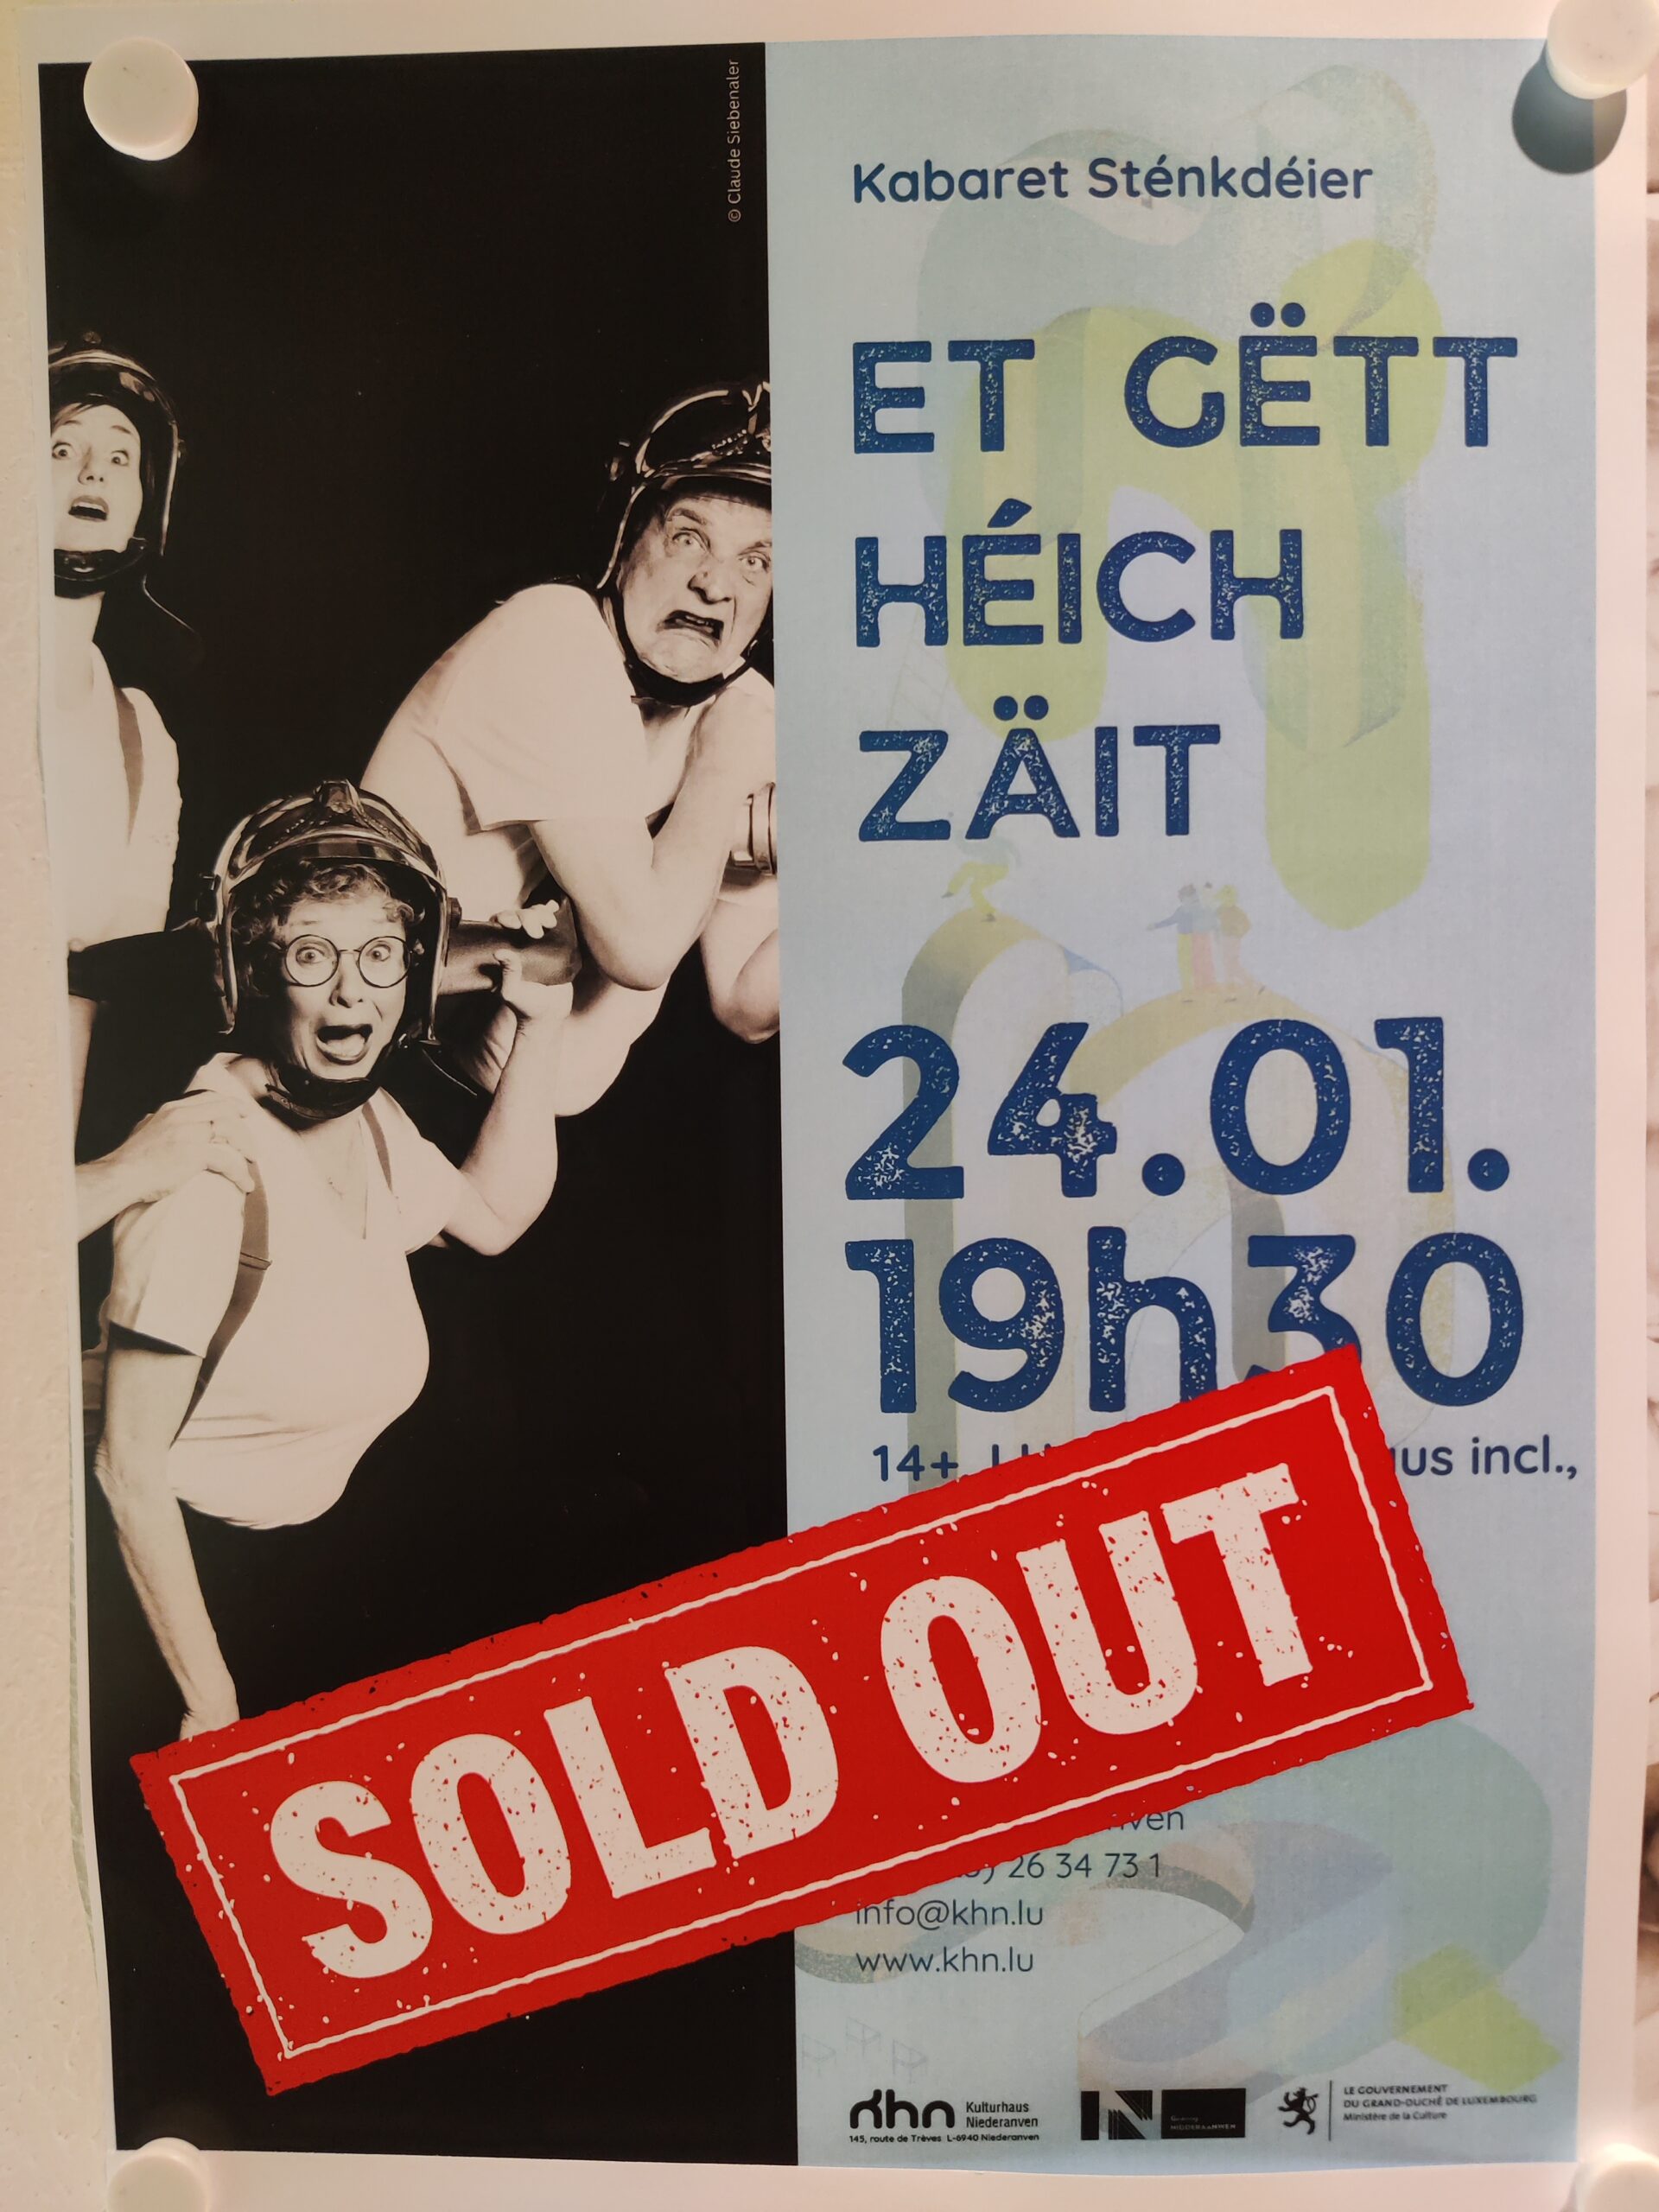 © Claude Siebenaler
Kabaret Sténkdéier
ET GËTT
HÉICH
ZÄIT
24.01.
19h30
14+
incl.,
SOLD OUT
26 34 73 1
info@khn.lu
www.khn.lu
khn Kulturhaus
Niederanven
145, route de Trèves L-6940 Niederanven
LE GOUVERNEMENT
DU GRAND-DUCHÉ DE LUXEMBOURG
Ministère de la Culture